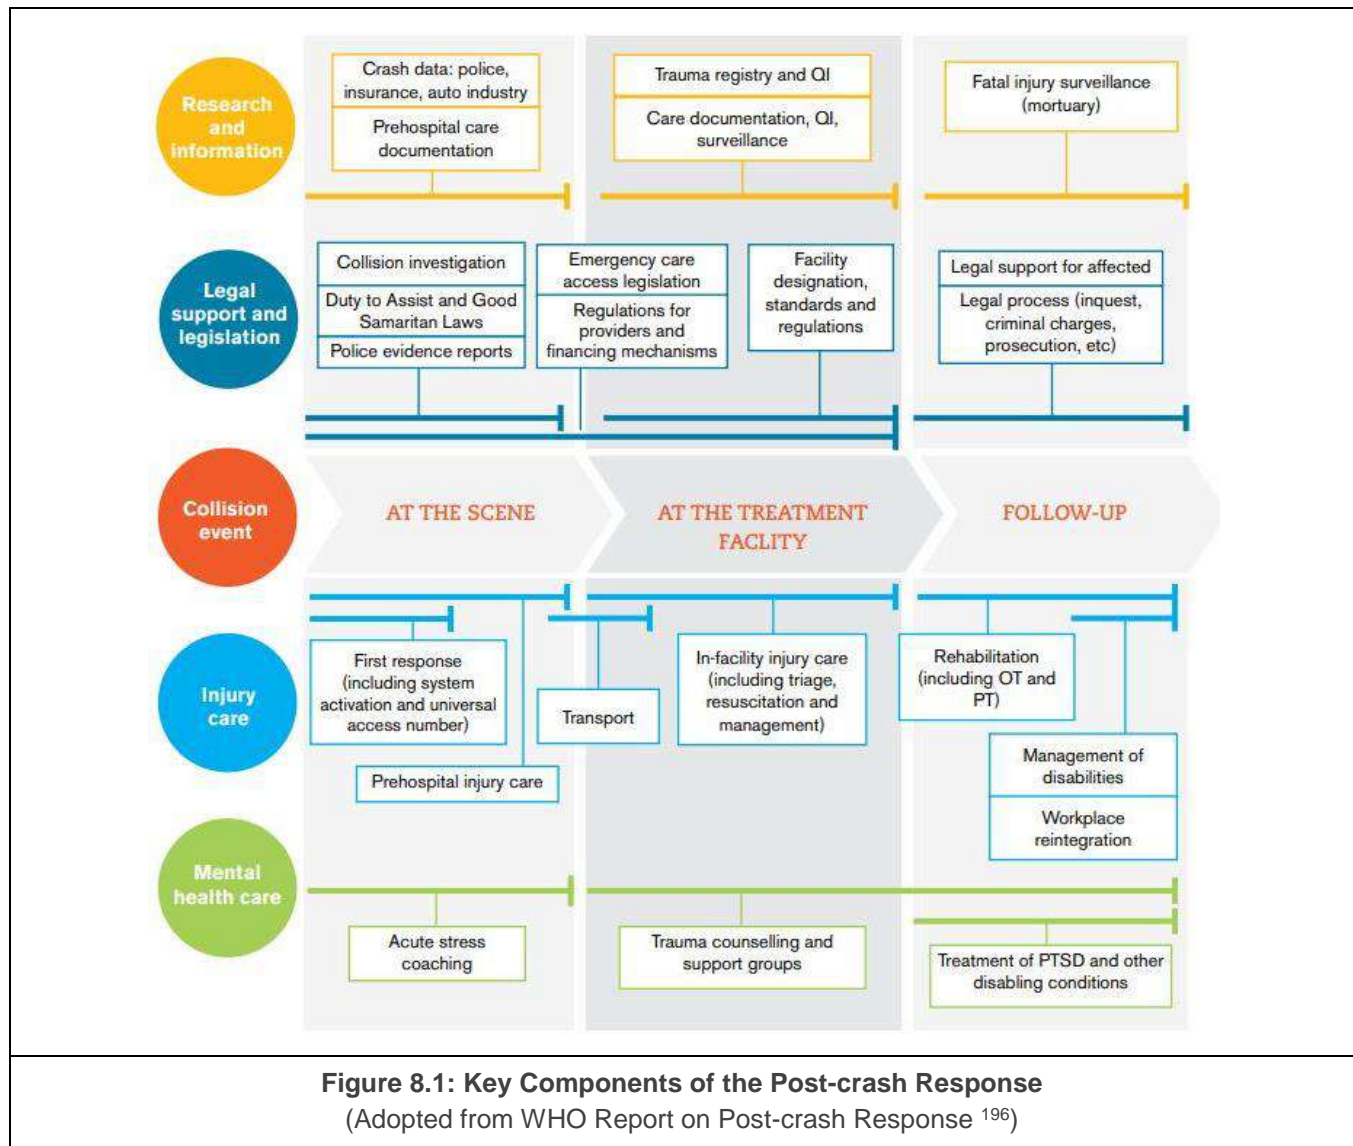 Research
and
information
Crash data: police,
insurance, auto industry
Prehospital care
documentation
Trauma registry and QI
Care documentation, QI,
surveillance
Fatal injury surveillance
(mortuary)
Legal
support and
legislation
Collision investigation
Duty to Assist and Good
Samaritan Laws
Police evidence reports
Emergency care
access legislation
Regulations for
providers and
financing mechanisms
Facility
designation,
standards and
regulations
Legal support for affected
Legal process (inquest,
criminal charges,
prosecution, etc)
Collision
event
AT THE SCENE
AT THE TREATMENT
FACLITY
FOLLOW-UP
Injury
care
First response
(including system
activation and universal
access number)
Prehospital injury care
Transport
In-facility injury care
(including triage,
resuscitation and
management)
Rehabilitation
(including OT and
PT)
Management of
disabilities
Workplace
reintegration
Mental
health care
Acute stress
coaching
Trauma counselling and
support groups
Treatment of PTSD and other
disabling conditions
Figure 8.1: Key Components of the Post-crash Response
(Adopted from WHO Report on Post-crash Response 196)